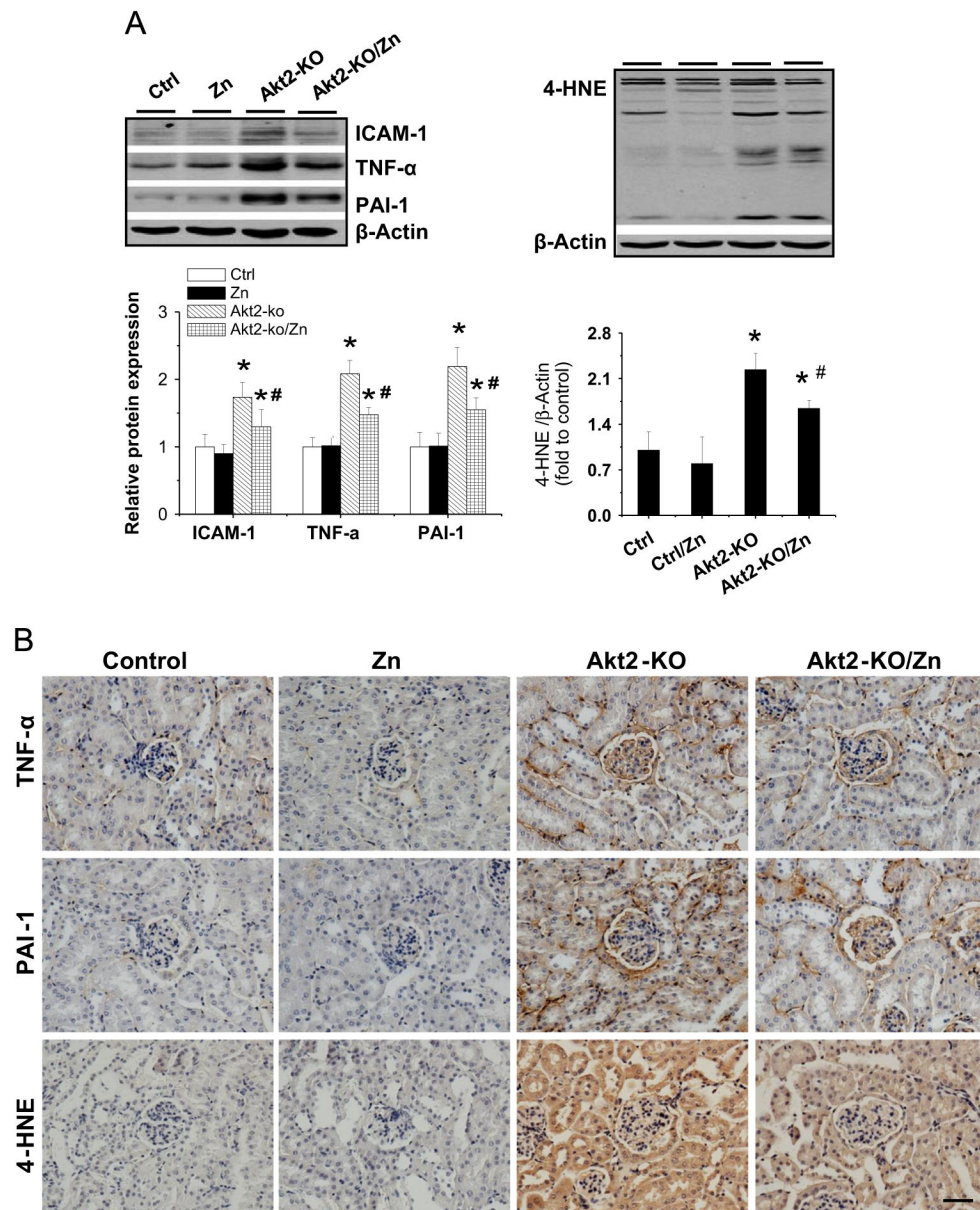 A
Ctrl
Zn
Akt2-KO
Akt2-KO/Zn
ICAM-1
TNF-α
PAI-1
β-Actin
4-HNE
β-Actin
Ctrl
Zn
Akt2-ko
Akt2-ko/Zn
Relative protein expression
3
2
1
0
* *# * *# * *#
ICAM-1 TNF-a PAI-1
4-HNE /β-Actin
(fold to control)
2.8
2.1
1.4
0.7
0.0
* * #
Ctrl
Ctrl/Zn
Akt2-KO
Akt2-KO/Zn
B
Control Zn Akt2-KO Akt2-KO/Zn
TNF-α
PAI-1
4-HNE